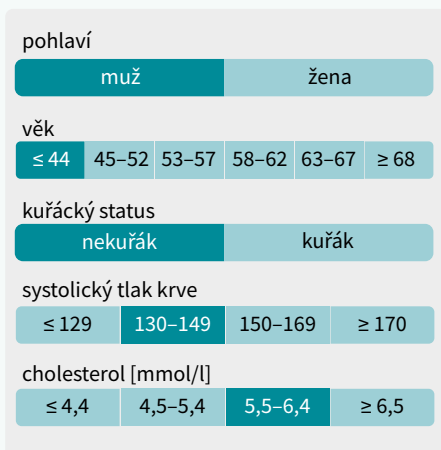 pohlaví
muž žena
věk
≤ 44 45–52 53–57 58–62 63–67 ≥ 68
kuřácký status
nekuřák kuřák
systolický tlak krve
≤ 129 130–149 150–169 ≥ 170
cholesterol [mmol/l]
≤ 4,4 4,5–5,4 5,5–6,4 ≥ 6,5